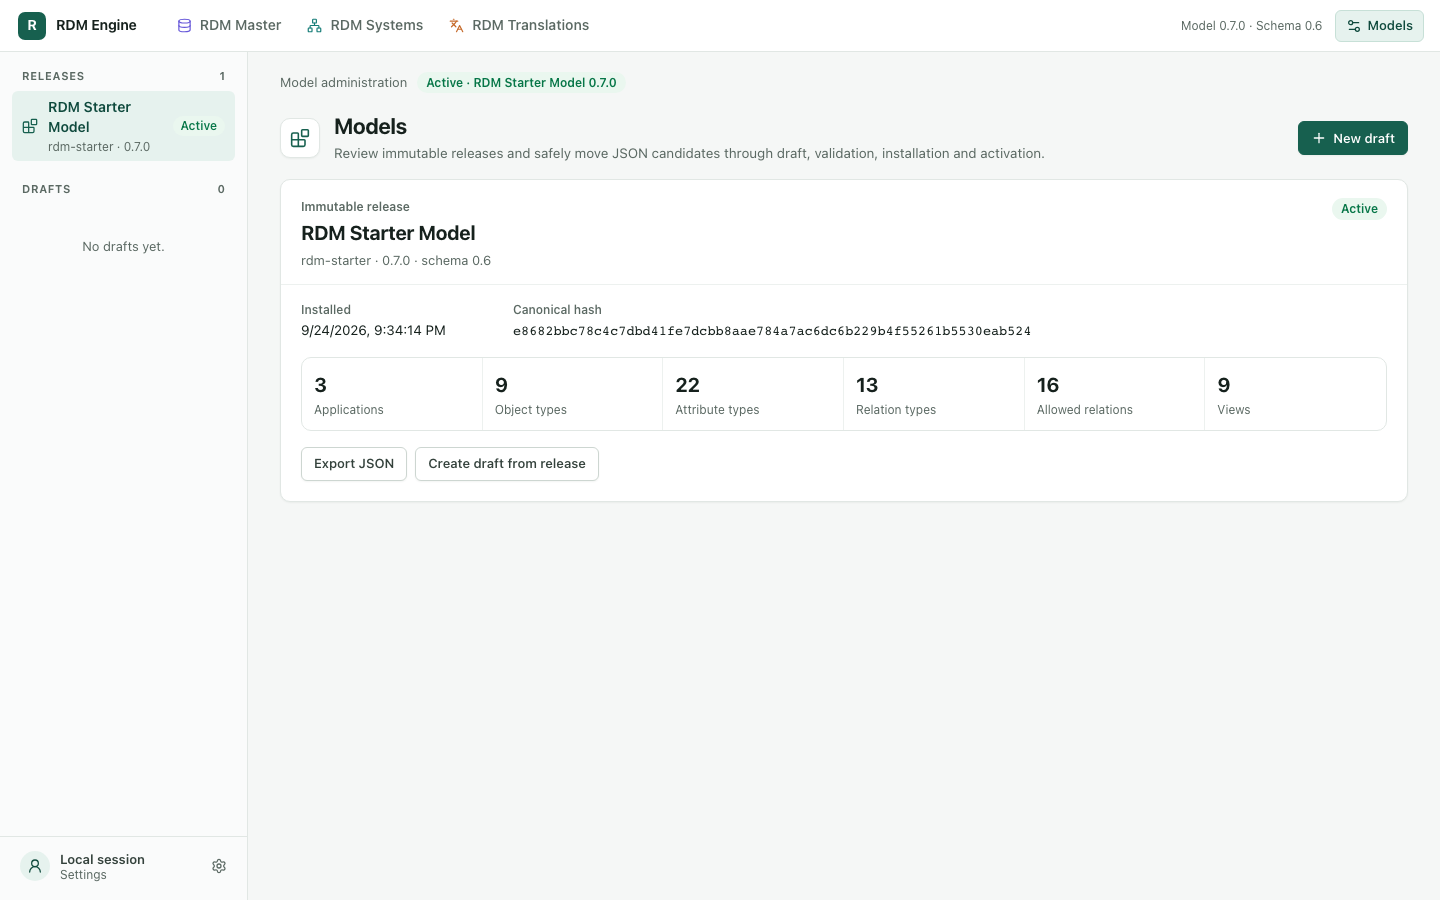 R RDM Engine RDM Master RDM Systems RDM Translations Model 0.7.0 · Schema 0.6 Models
RELEASES 1
RDM Starter
Model
rdm-starter · 0.7.0
Active
DRAFTS 0
No drafts yet.
Local session
Settings
Model administration Active · RDM Starter Model 0.7.0
Models
Review immutable releases and safely move JSON candidates through draft, validation, installation and activation.
New draft
Immutable release
Active
RDM Starter Model
rdm-starter · 0.7.0 · schema 0.6
Installed Canonical hash
9/24/2026, 9:34:14 PM e8682bbc78c4c7dbd41fe7dcbb8aae784a7ac6dc6b229b4f55261b5530eab524
3 9 22 13 16 9
Applications Object types Attribute types Relation types Allowed relations Views
Export JSON Create draft from release